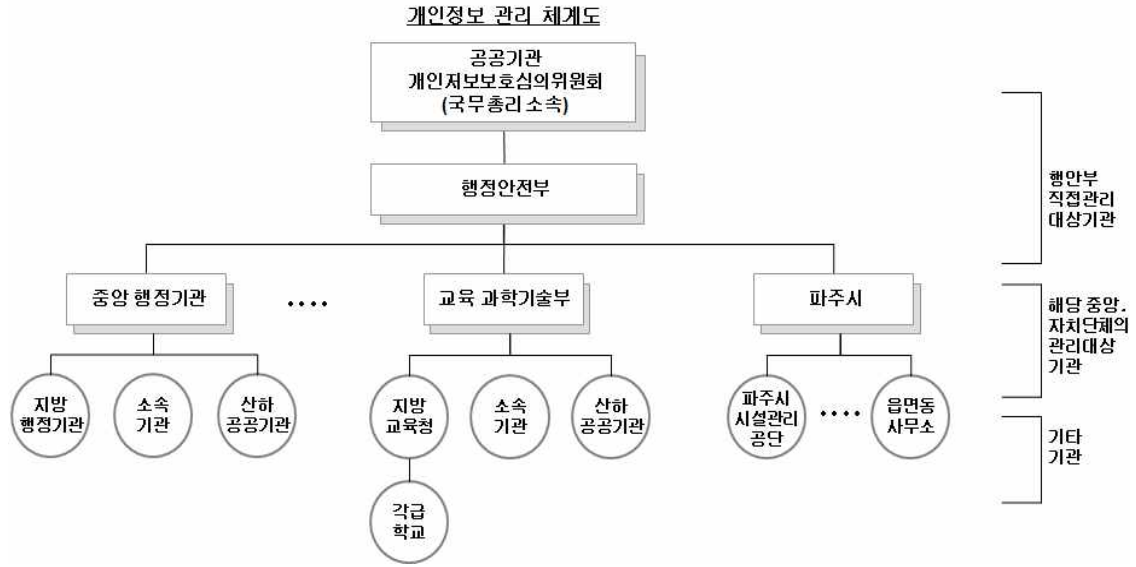 개인정보 관리 체계도
공공기관
개인저보보호심의위원회
(국무총리 소속)
행정안전부
행안부
직접관리
대상기관
중앙 행정기관
....
교육 과학기술부
파주시
해당 중앙.
자치단체의
관리대상
기관
지방
행정기관
소속
기관
산하
공공기관
지방
교육청
소속
기관
산하
공공기관
파주시
시설관리
공단
....
읍면동
사무소
기타
기관
각급
학교